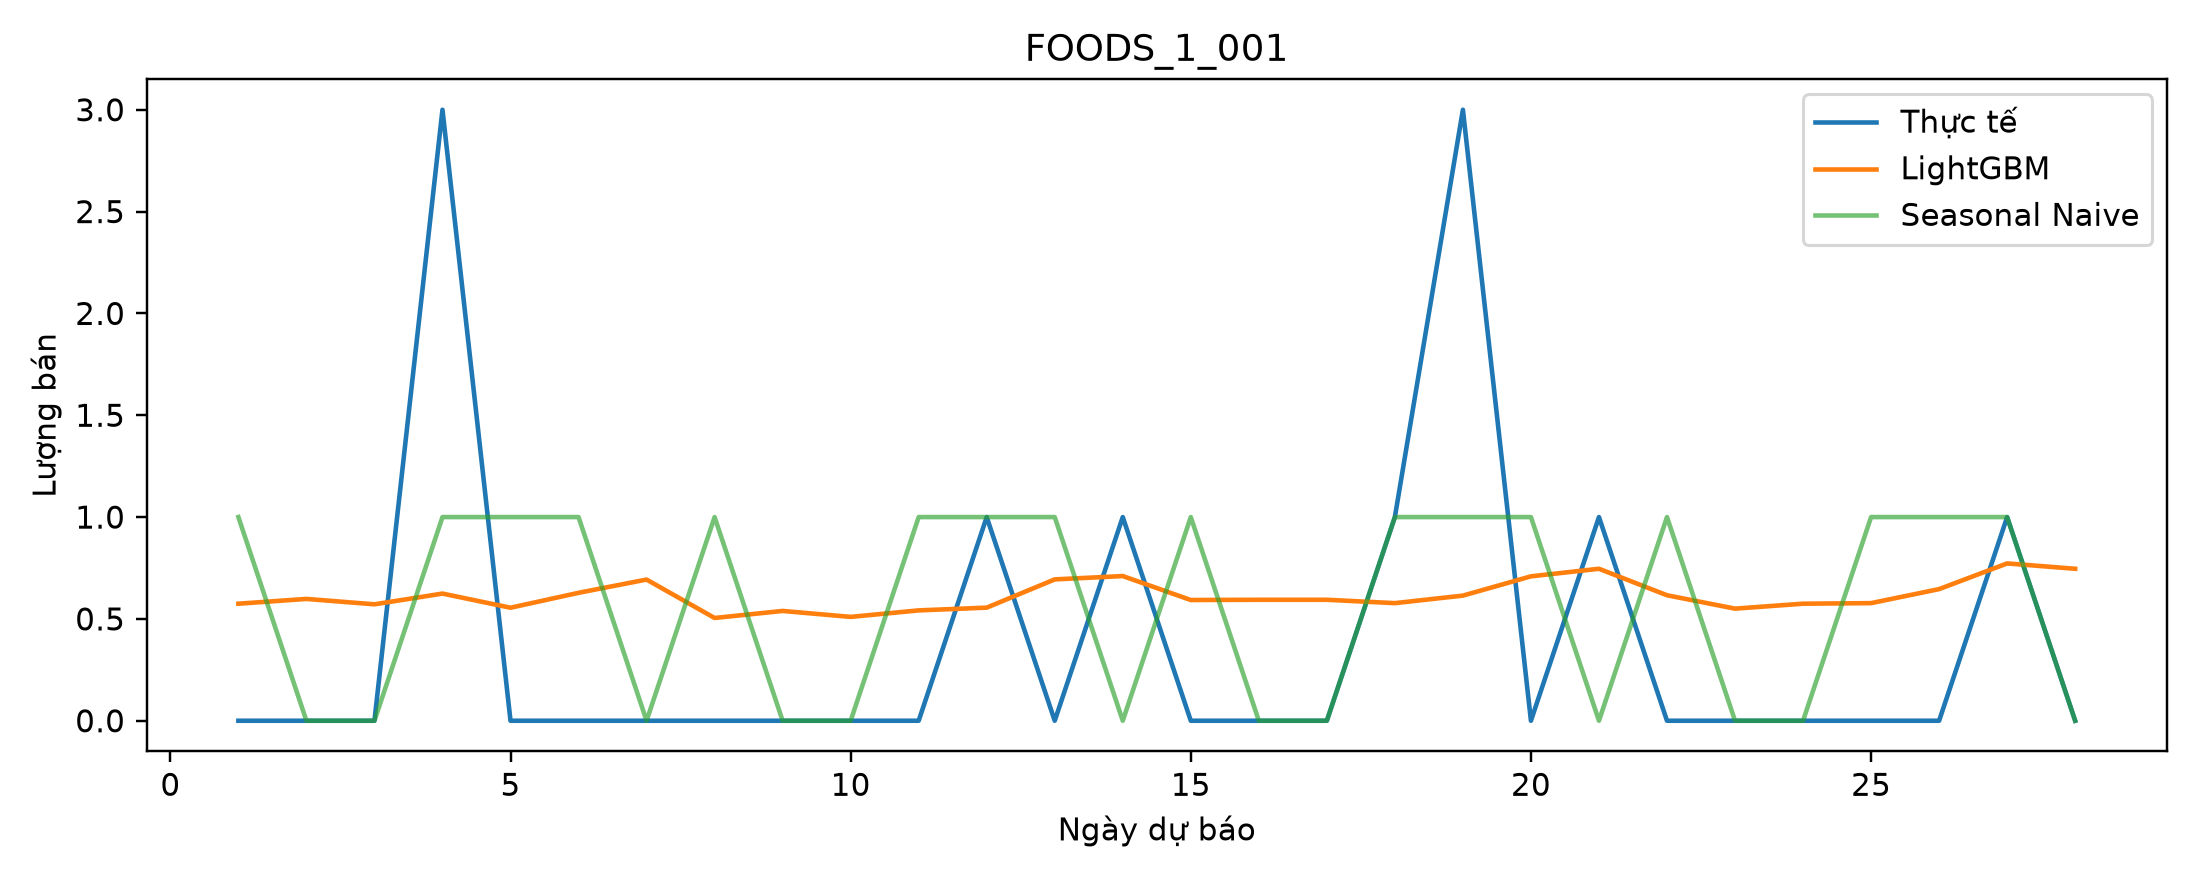 FOODS_1_001
Thực tế
LightGBM
Seasonal Naive
Lượng bán
3.0
2.5
2.0
1.5
1.0
0.5
0.0
0 5 10 15 20 25
Ngày dự báo